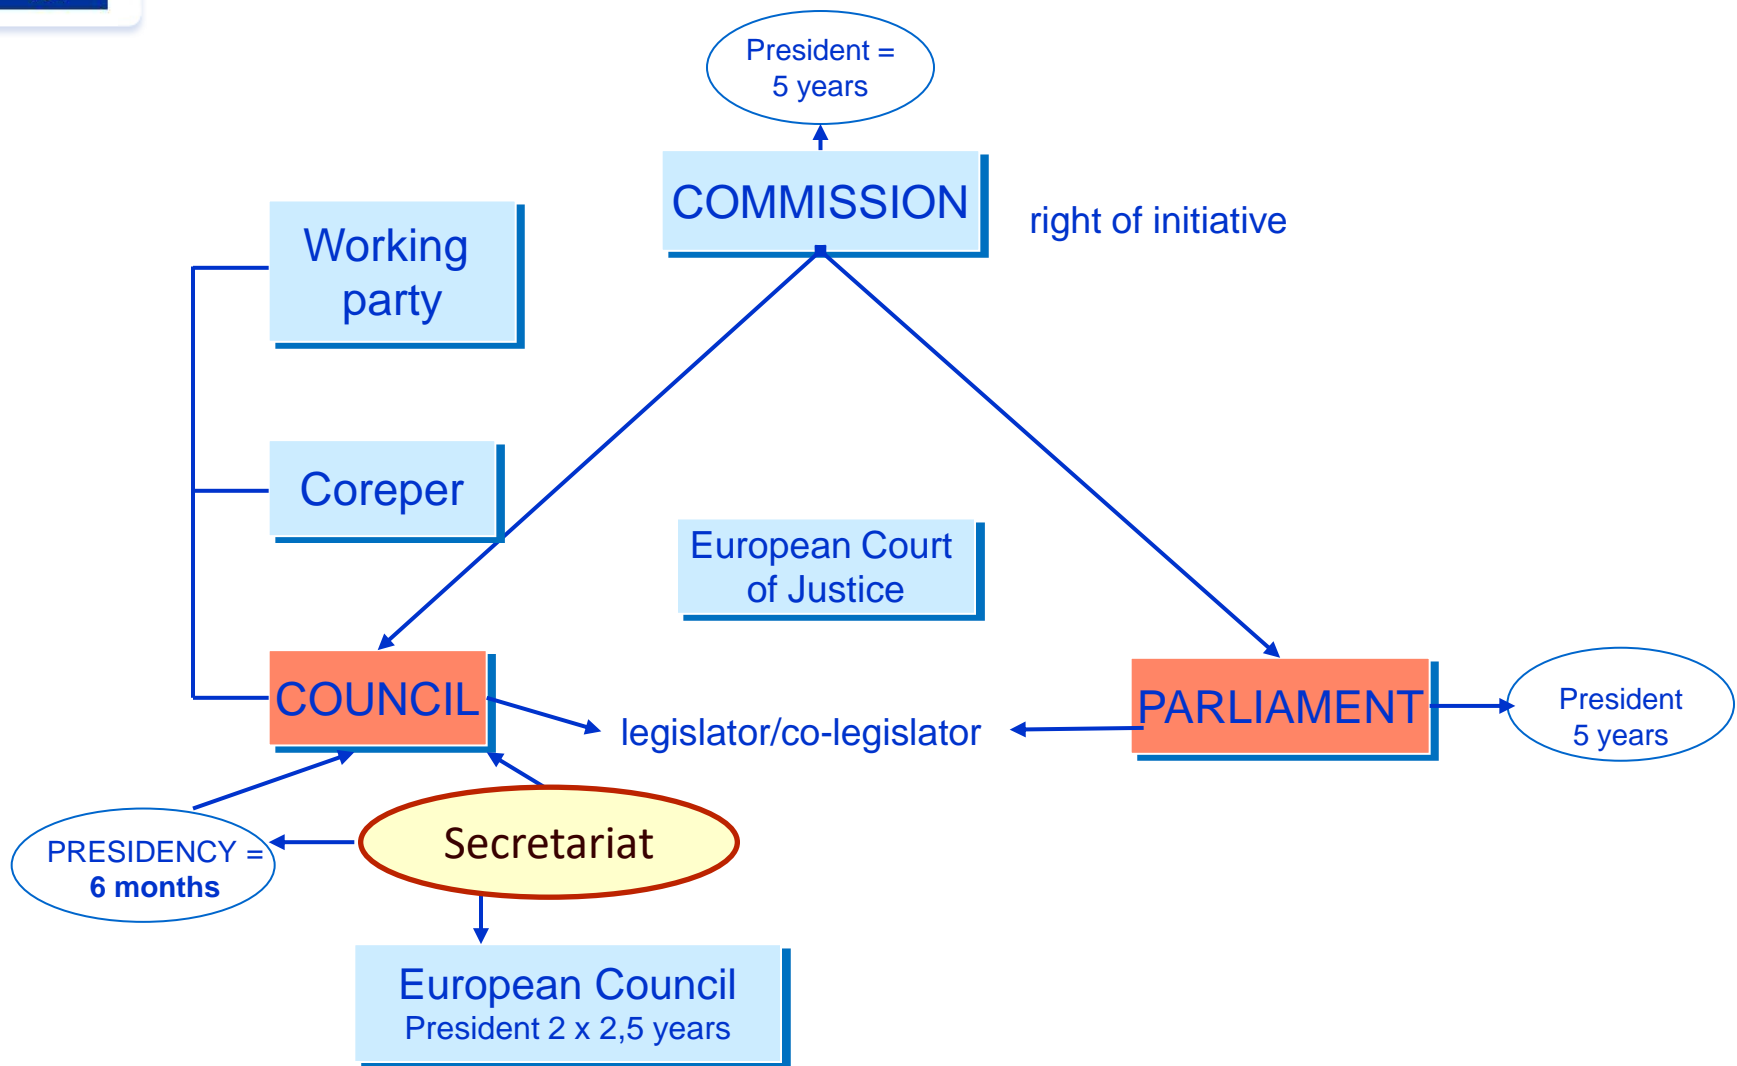 President =
5 years
COMMISSION
right of initiative
Working
party
Coreper
European Court
of Justice
COUNCIL
legislator/co-legislator
PARLIAMENT
President
5 years
PRESIDENCY =
6 months
Secretariat
European Council
President 2 x 2,5 years